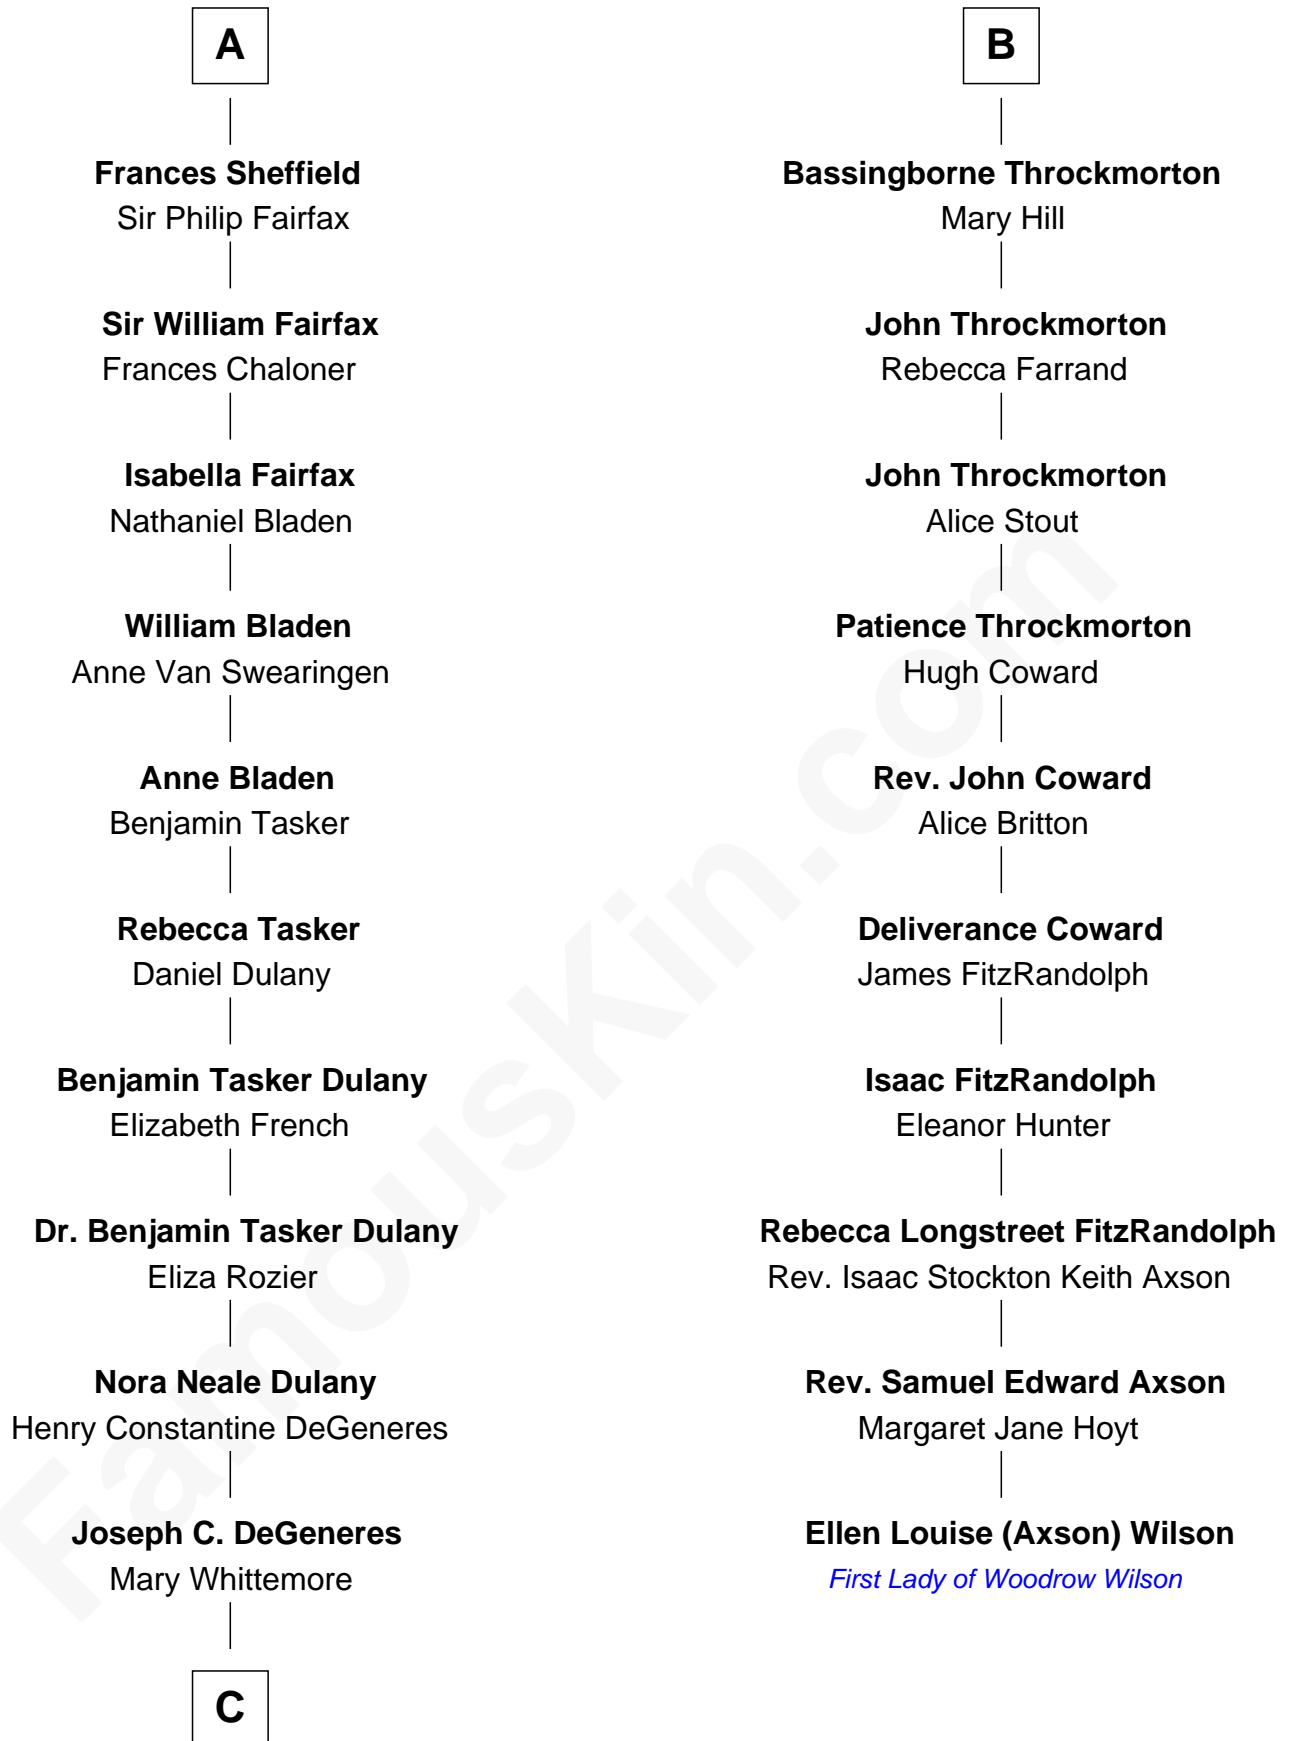 A
Frances Sheffield
Sir Philip Fairfax
Sir William Fairfax
Frances Chaloner
Isabella Fairfax
Nathaniel Bladen
William Bladen
Anne Van Swearingen
Anne Bladen
Benjamin Tasker
Rebecca Tasker
Daniel Dulany
Benjamin Tasker Dulany
Elizabeth French
Dr. Benjamin Tasker Dulany
Eliza Rozier
Nora Neale Dulany
Henry Constantine DeGeneres
Joseph C. DeGeneres
Mary Whittemore
C
B
Bassingborne Throckmorton
Mary Hill
John Throckmorton
Rebecca Farrand
John Throckmorton
Alice Stout
Patience Throckmorton
Hugh Coward
Rev. John Coward
Alice Britton
Deliverance Coward
James FitzRandolph
Isaac FitzRandolph
Eleanor Hunter
Rebecca Longstreet FitzRandolph
Rev. Isaac Stockton Keith Axson
Rev. Samuel Edward Axson
Margaret Jane Hoyt
Ellen Louise (Axson) Wilson
First Lady of Woodrow Wilson
FamousKin.com